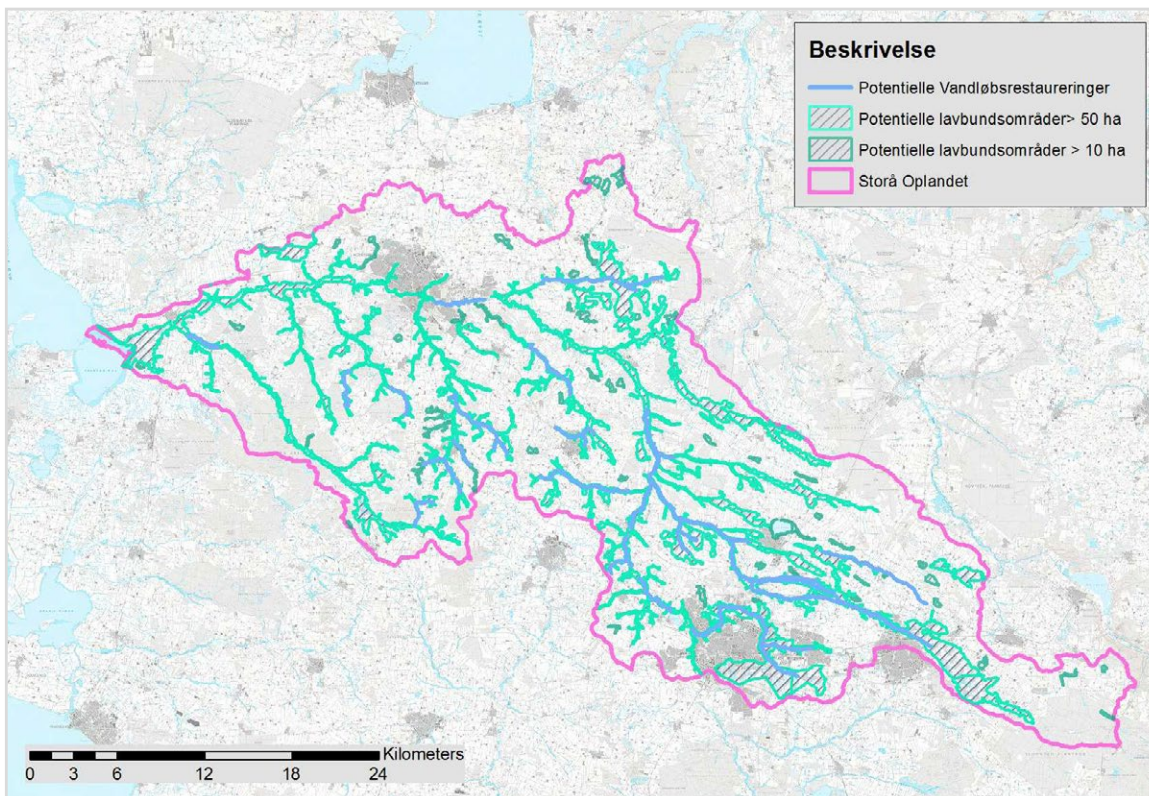 Beskrivelse
Potentielle Vandløbsrestaureringer
Potentielle lavbundsområder> 50 ha
Potentielle lavbundsområder > 10 ha
Storå Oplandet
Kilometers
0 3 6 12 18 24